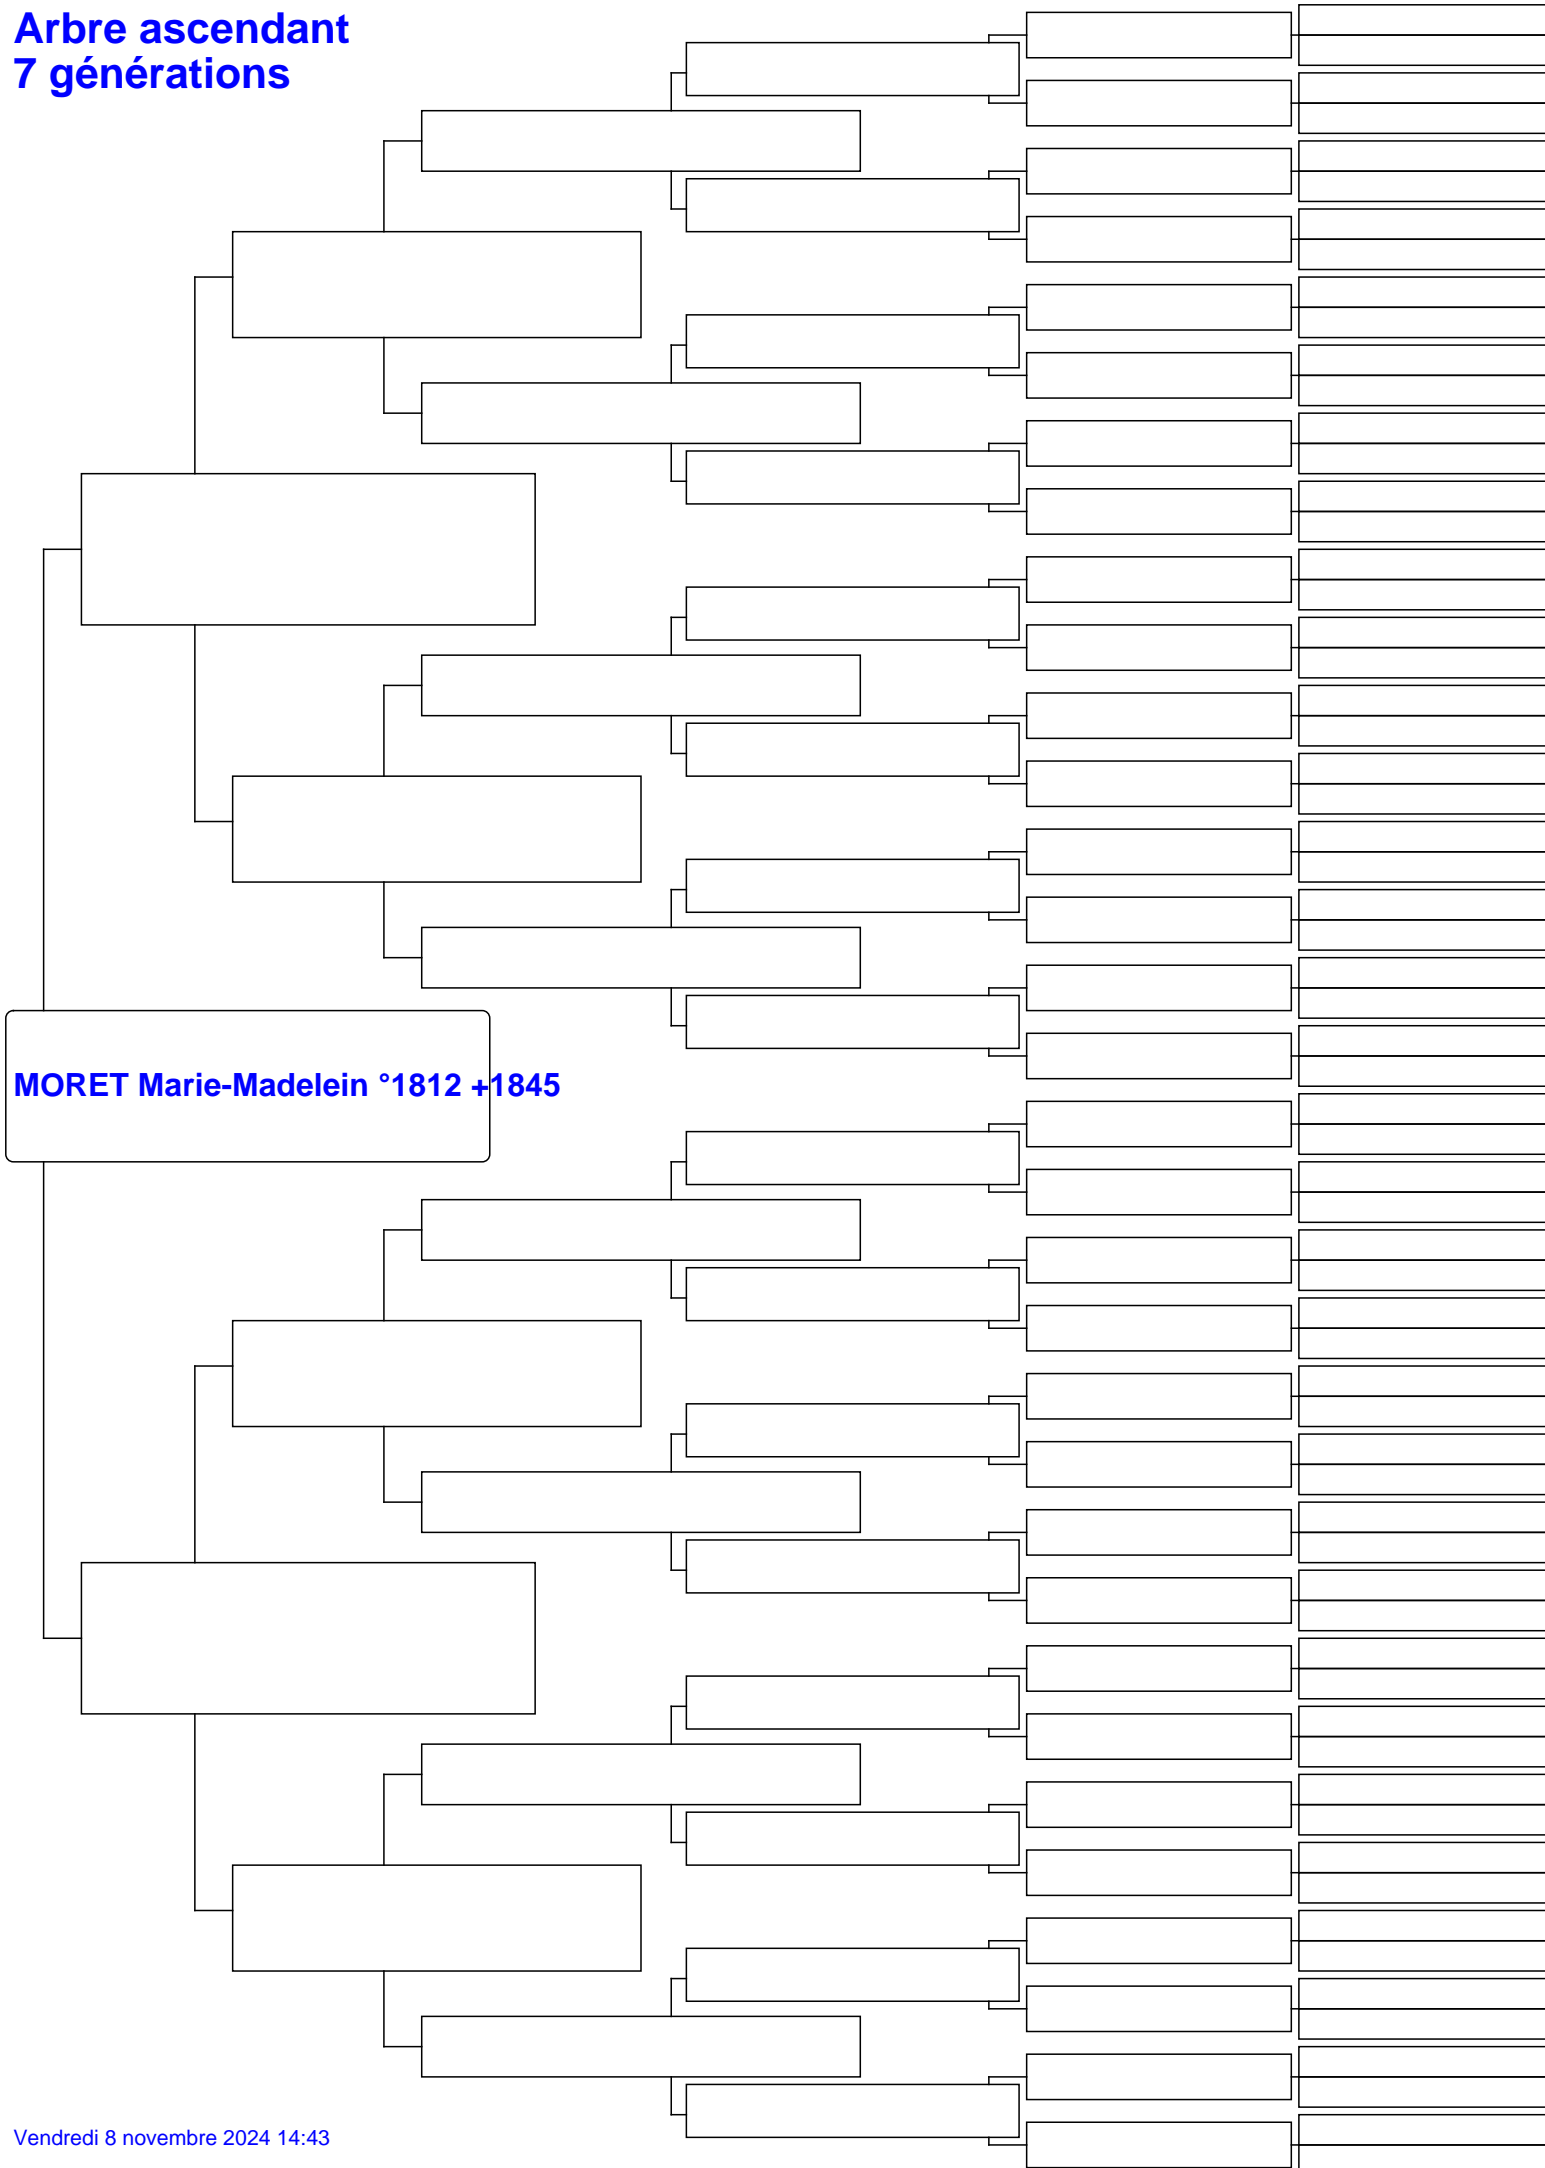 Arbre ascendant
7 générations
MORET Marie-Madelein °1812 +1845
Vendredi 8 novembre 2024 14:43